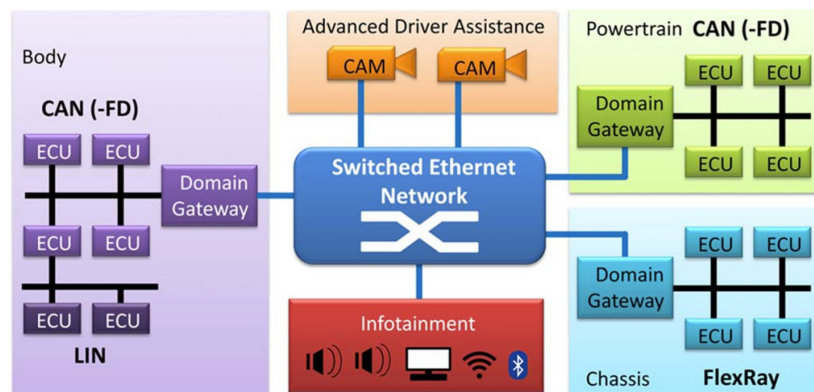 Body
CAN (-FD)
ECU ECU
Domain
Gateway
ECU ECU
ECU ECU
LIN
Advanced Driver Assistance
CAM CAM
Switched Ethernet
Network
Infotainment
Powertrain CAN (-FD)
ECU ECU
Domain
Gateway
ECU ECU
ECU ECU
Domain
Gateway
ECU ECU
Chassis FlexRay